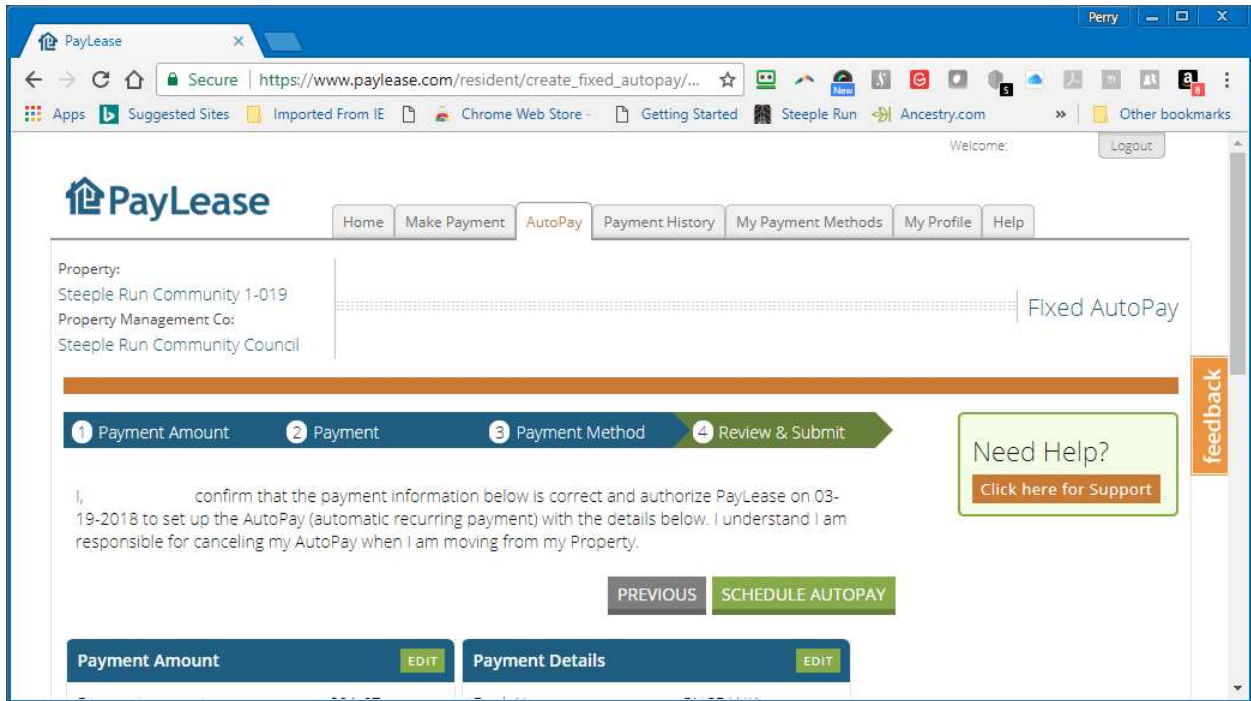 Perry
PayLease
Secure https://www.paylease.com/resident/create_fixed_autopay/...
New
s
a
8
Apps Suggested Sites Imported From IE Chrome Web Store - Getting Started Steeple Run Ancestry.com » Other bookmarks
Welcome: Logout
PayLease
Home Make Payment AutoPay Payment History My Payment Methods My Profile Help
Property:
Steeple Run Community 1-019
Property Management Co:
Steeple Run Community Council
Fixed AutoPay
feedback
1 Payment Amount 2 Payment 3 Payment Method 4 Review & Submit
Need Help?
Click here for Support
I, confirm that the payment information below is correct and authorize PayLease on 03-
19-2018 to set up the AutoPay (automatic recurring payment) with the details below. I understand I am
responsible for canceling my AutoPay when I am moving from my Property.
PREVIOUS SCHEDULE AUTOPAY
Payment Amount EDIT Payment Details EDIT